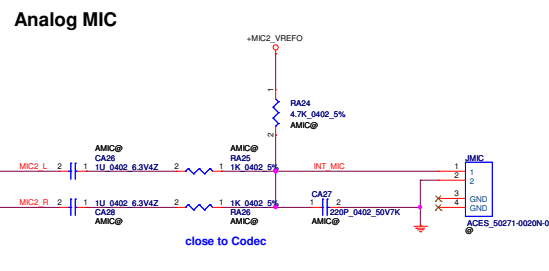 Analog MIC
+MIC2_VREFO
1
RA24
4.7K_0402_5%
AMIC@
2
AMIC@ AMIC@
CA26 RA25 JMIC
MIC2_L 2 1 1U_0402_6.3V4Z 2 1 1K_0402_5% INT_MIC 1 1
2 2
CA27
MIC2_R 2 1 1U_0402_6.3V4Z 2 1 1K_0402_5% 1 2 3 GND
CA28 RA26 220P_0402_50V7K 4 GND
AMIC@ AMIC@ AMIC@ ACES_50271-0020N-0
@
close to Codec